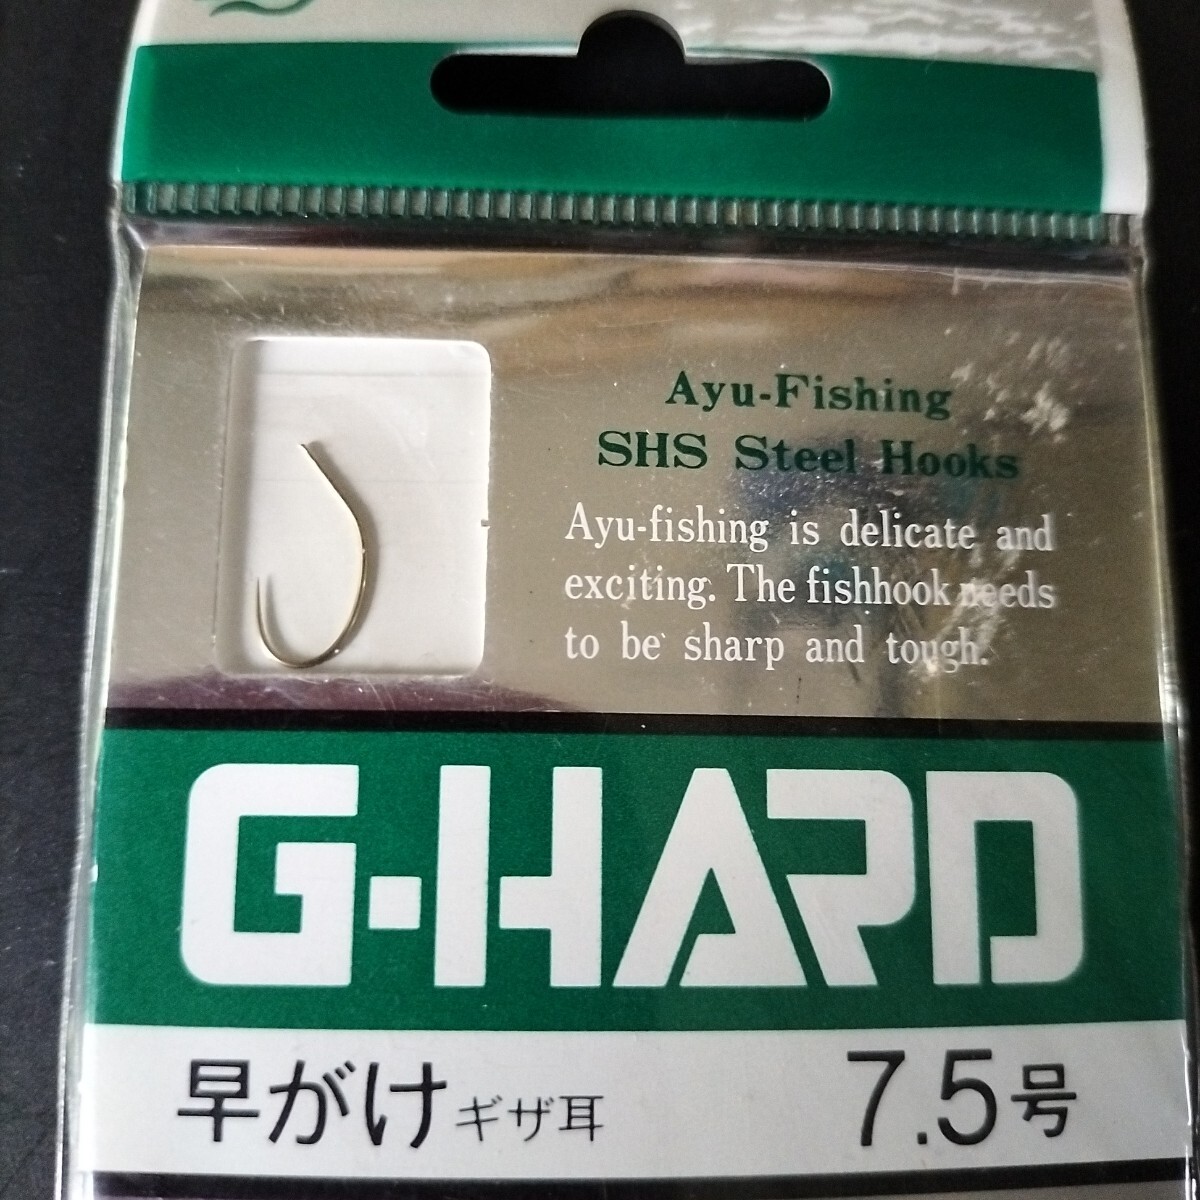 Ayu-Fishing
SHS Steel Hooks
Ayu-fishing is delicate and
exciting. The fishhook needs
to be sharp and tough.
G-HARD
早がけ ギザ耳 7.5号